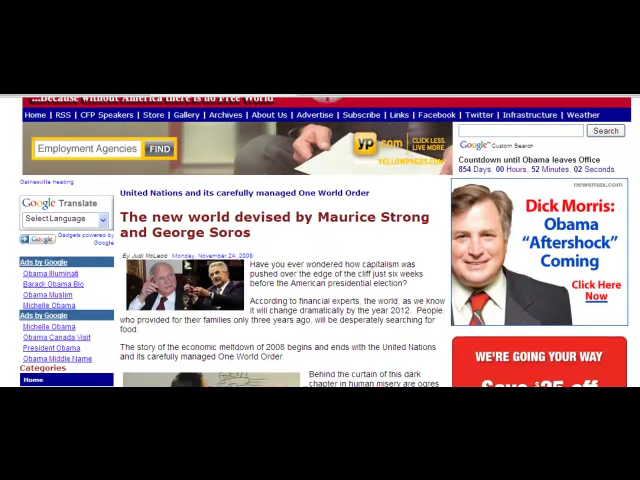 ...Because without America there is no Free World
Home | RSS | CFP Speakers | Store | Gallery | Archives | About Us | Advertise | Subscribe | Links | Facebook | Twitter | Infrastructure | Weather
Employment Agencies FIND
yp.com CLICK LESS. LIVE MORE.
YELLOWPAGES.COM
Search
Google Custom Search
Countdown until Obama leaves Office
854 Days, 00 Hours, 52 Minutes, 02 Seconds.
Gainesville heating
Google Translate
Select Language
Google
Gadgets powered by Google
Ads by Google
Obama Illuminati
Baradi Obama Bio
Obama Muslim
Michelle Obama
Ads by Google
Michelle Obama
Obama Canada Visit
President Obama
Obama Middle Name
Categories
Home
United Nations and its carefully managed One World Order
The new world devised by Maurice Strong
and George Soros
By Judi McLeod Monday, November 24, 2008
Have you ever wondered how capitalism was
pushed over the edge of the cliff just six weeks
before the American presidential election?
According to financial experts, the world, as we know
it will change dramatically by the year 2012. People,
who provided for their families only three years ago, will be desperately searching for
food.
The story of the economic meltdown of 2008 begins and ends with the United Nations
and its carefully managed One World Order.
Behind the curtain of this dark
chapter in human misery are ogres
newsmax.com
Dick Morris:
Obama
"Aftershock"
Coming
Click Here
Now
WE'RE GOING YOUR WAY
Save $25 off